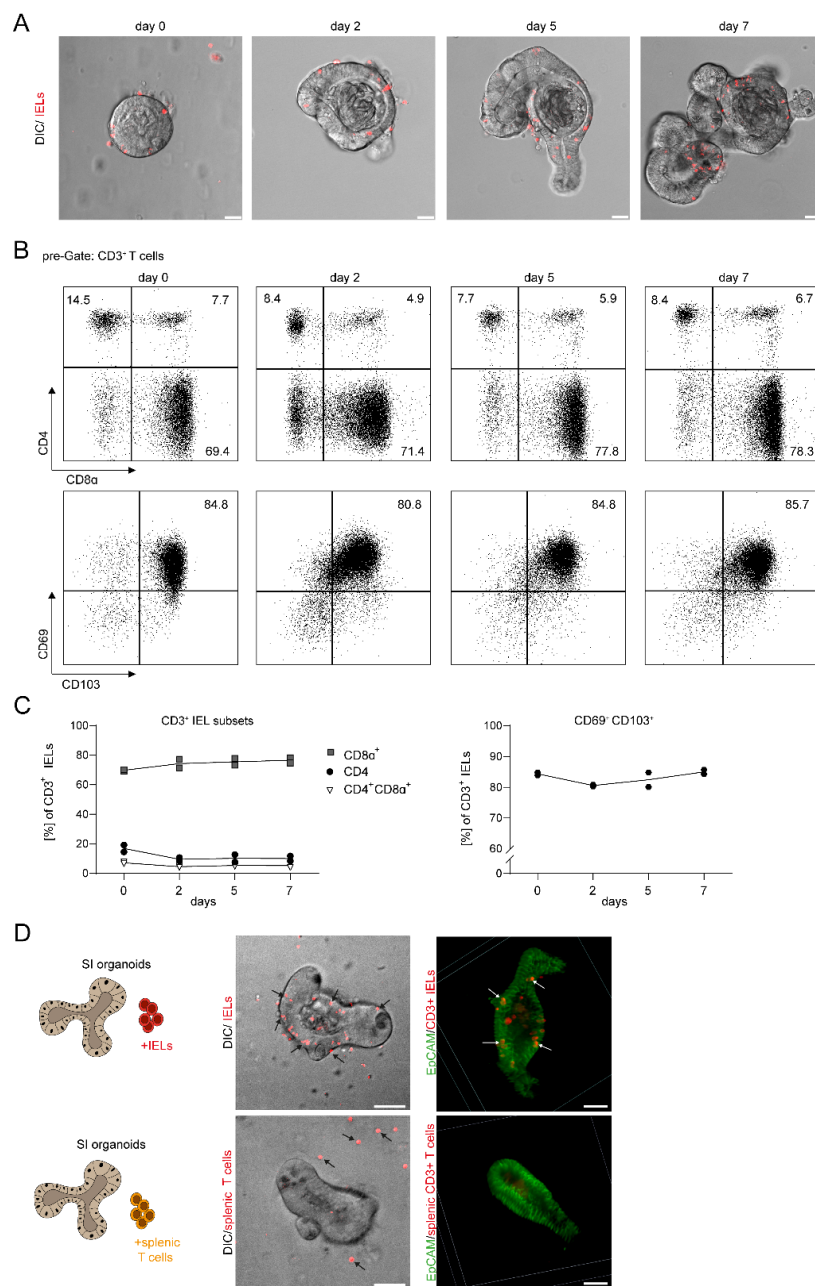 A
day 0
day 2
day 5
day 7
DIC/ IELs
B
pre-Gate: CD3⁺ T cells
day 0
day 2
day 5
day 7
14.5
7.7
8.4
4.9
7.7
5.9
8.4
6.7
69.4
71.4
77.8
78.3
CD4
CD8α
84.8
80.8
84.8
85.7
CD69
CD103
C
CD3⁺ IEL subsets
[%] of CD3⁺ IELs
100
80
60
40
20
0
0
2
5
7
days
CD8α⁺
CD4
CD4⁺CD8α⁺
CD69⁺ CD103⁺
[%] of CD3⁺ IELs
100
90
80
70
60
0
0
2
5
7
days
D
SI organoids
+IELs
DIC/ IELs
EpCAM/CD3+ IELs
SI organoids
+splenic
T cells
DIC/splenic T cells
EpCAM/splenic CD3+ T cells